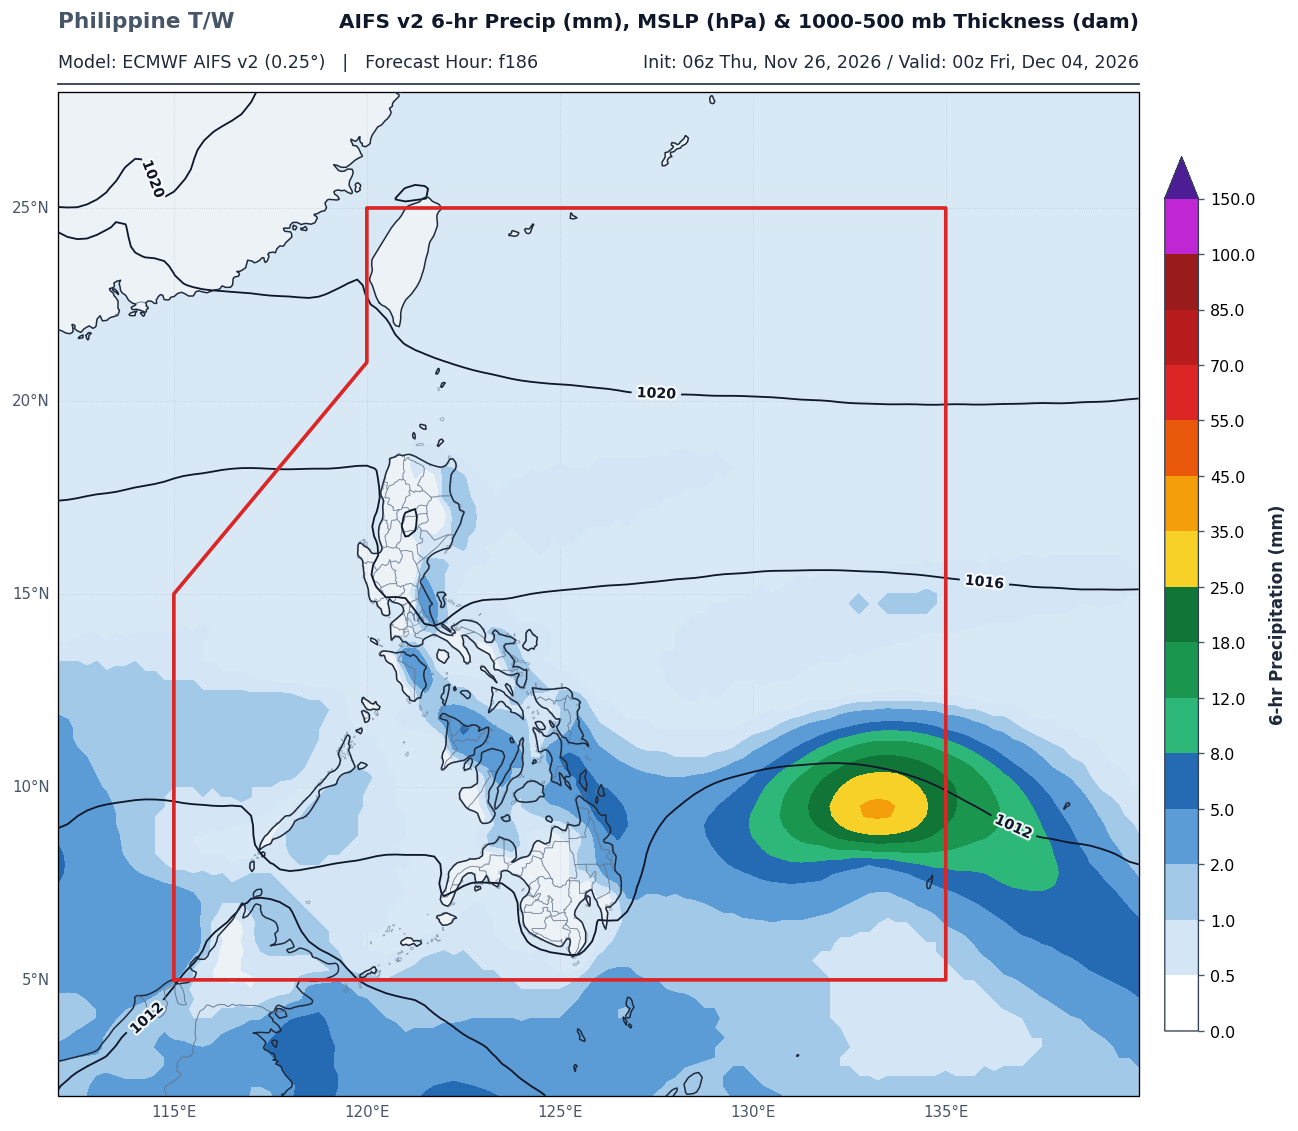 Philippine T/W
AIFS v2 6-hr Precip (mm), MSLP (hPa) & 1000-500 mb Thickness (dam)
Model: ECMWF AIFS v2 (0.25°) | Forecast Hour: f186
Init: 06z Thu, Nov 26, 2026 / Valid: 00z Fri, Dec 04, 2026
1020
25°N
1020
20°N
1016
15°N
10°N
1012
5°N
1012
115°E
120°E
125°E
130°E
135°E
150.0
100.0
85.0
70.0
55.0
45.0
35.0
25.0
18.0
12.0
8.0
5.0
2.0
1.0
0.5
0.0
6-hr Precipitation (mm)